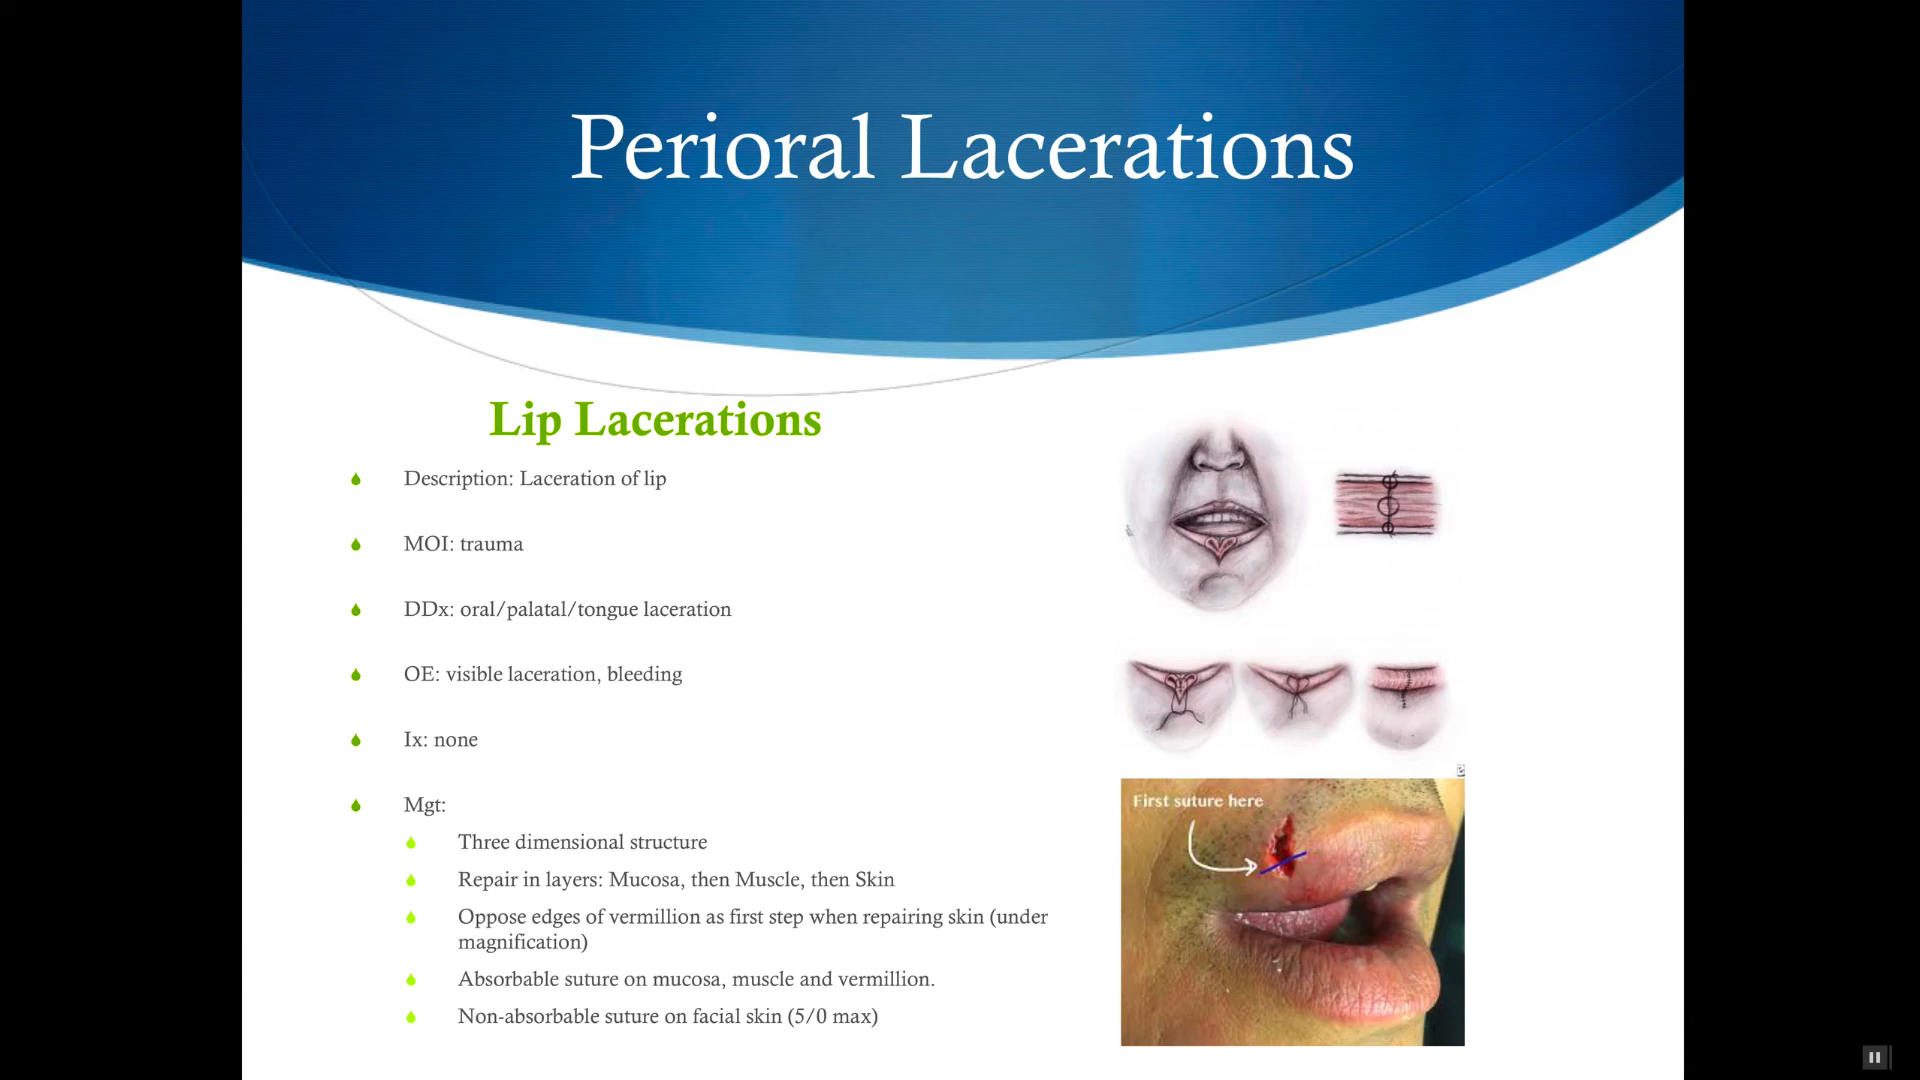 Perioral Lacerations
Lip Lacerations
Description: Laceration of lip
MOI: trauma
DDx: oral/palatal/tongue laceration
OE: visible laceration, bleeding
Ix: none
Mgt:
Three dimensional structure
Repair in layers: Mucosa, then Muscle, then Skin
Oppose edges of vermillion as first step when repairing skin (under
magnification)
Absorbable suture on mucosa, muscle and vermillion.
Non-absorbable suture on facial skin (5/0 max)
First suture here